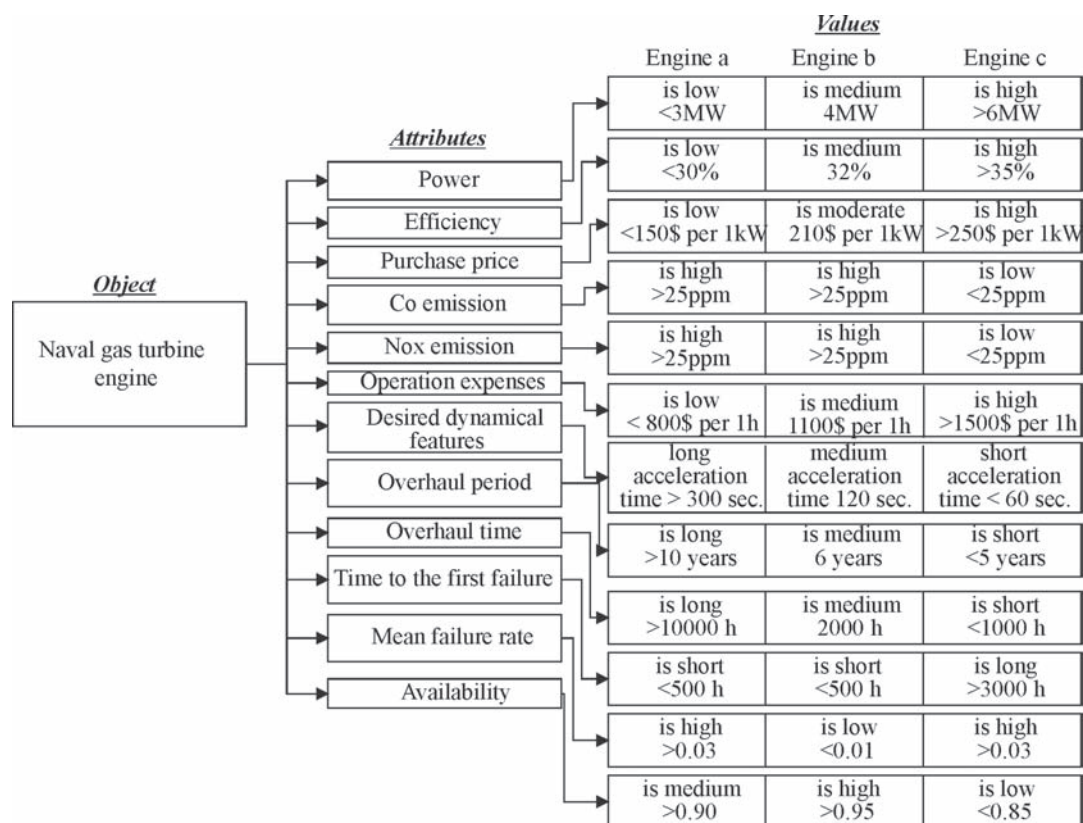 Values
Engine a Engine b Engine c
Attributes
Object
Naval gas turbine
engine
Power
Efficiency
Purchase price
Co emission
Nox emission
Operation expenses
Desired dynamical
features
Overhaul period
Overhaul time
Time to the first failure
Mean failure rate
Availability
is low is medium is high
<3MW 4MW >6MW
is low is medium is high
<30% 32% >35%
is low is moderate is high
<150$ per 1kW 210$ per 1kW >250$ per 1kW
is high is high is low
>25ppm >25ppm <25ppm
is high is high is low
>25ppm >25ppm <25ppm
is low is medium is high
< 800$ per 1h 1100$ per 1h >1500$ per 1h
long medium short
acceleration acceleration acceleration
time > 300 sec. time 120 sec. time < 60 sec.
is long is medium is short
>10 years 6 years <5 years
is long is medium is short
>10000 h 2000 h <1000 h
is short is short is long
<500 h <500 h >3000 h
is high is low is high
>0.03 <0.01 >0.03
is medium is high is low
>0.90 >0.95 <0.85